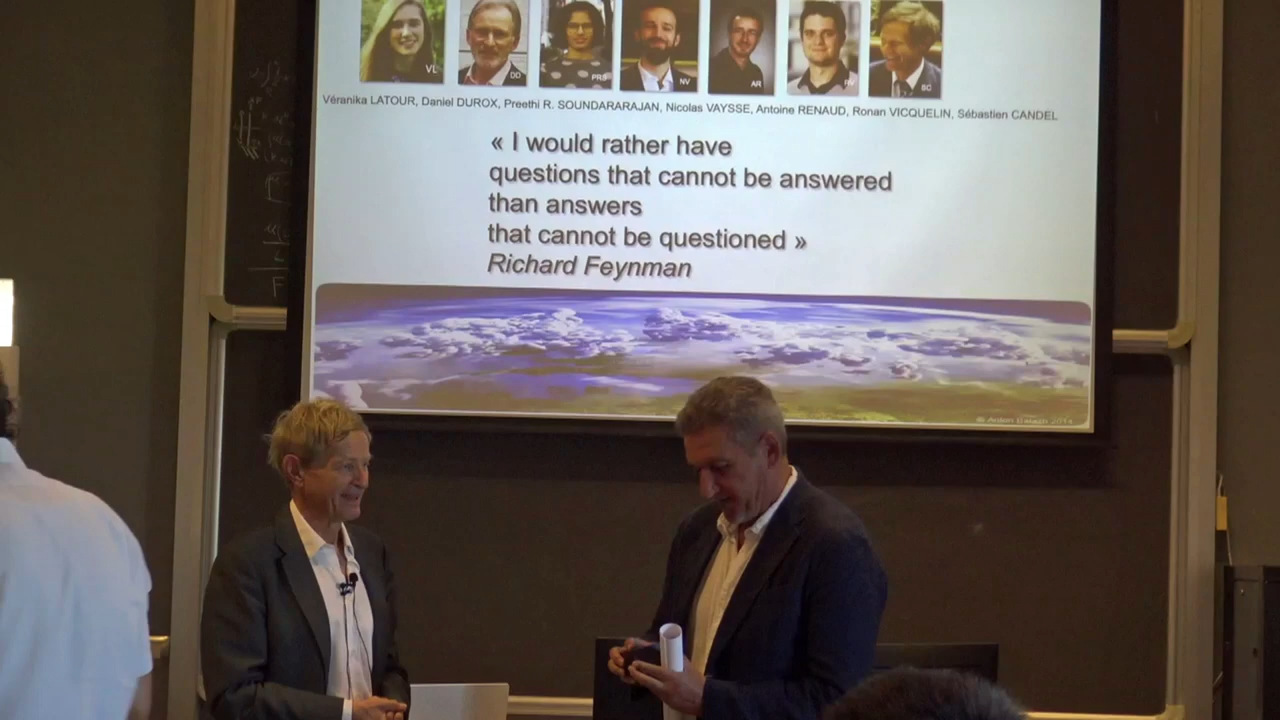 VL DD PRS NV AR RV SC
Véranika LATOUR, Daniel DUROX, Preethi R. SOUNDARARAJAN, Nicolas VAYSSE, Antoine RENAUD, Ronan VICQUELIN, Sébastien CANDEL
« I would rather have
questions that cannot be answered
than answers
that cannot be questioned »
Richard Feynman